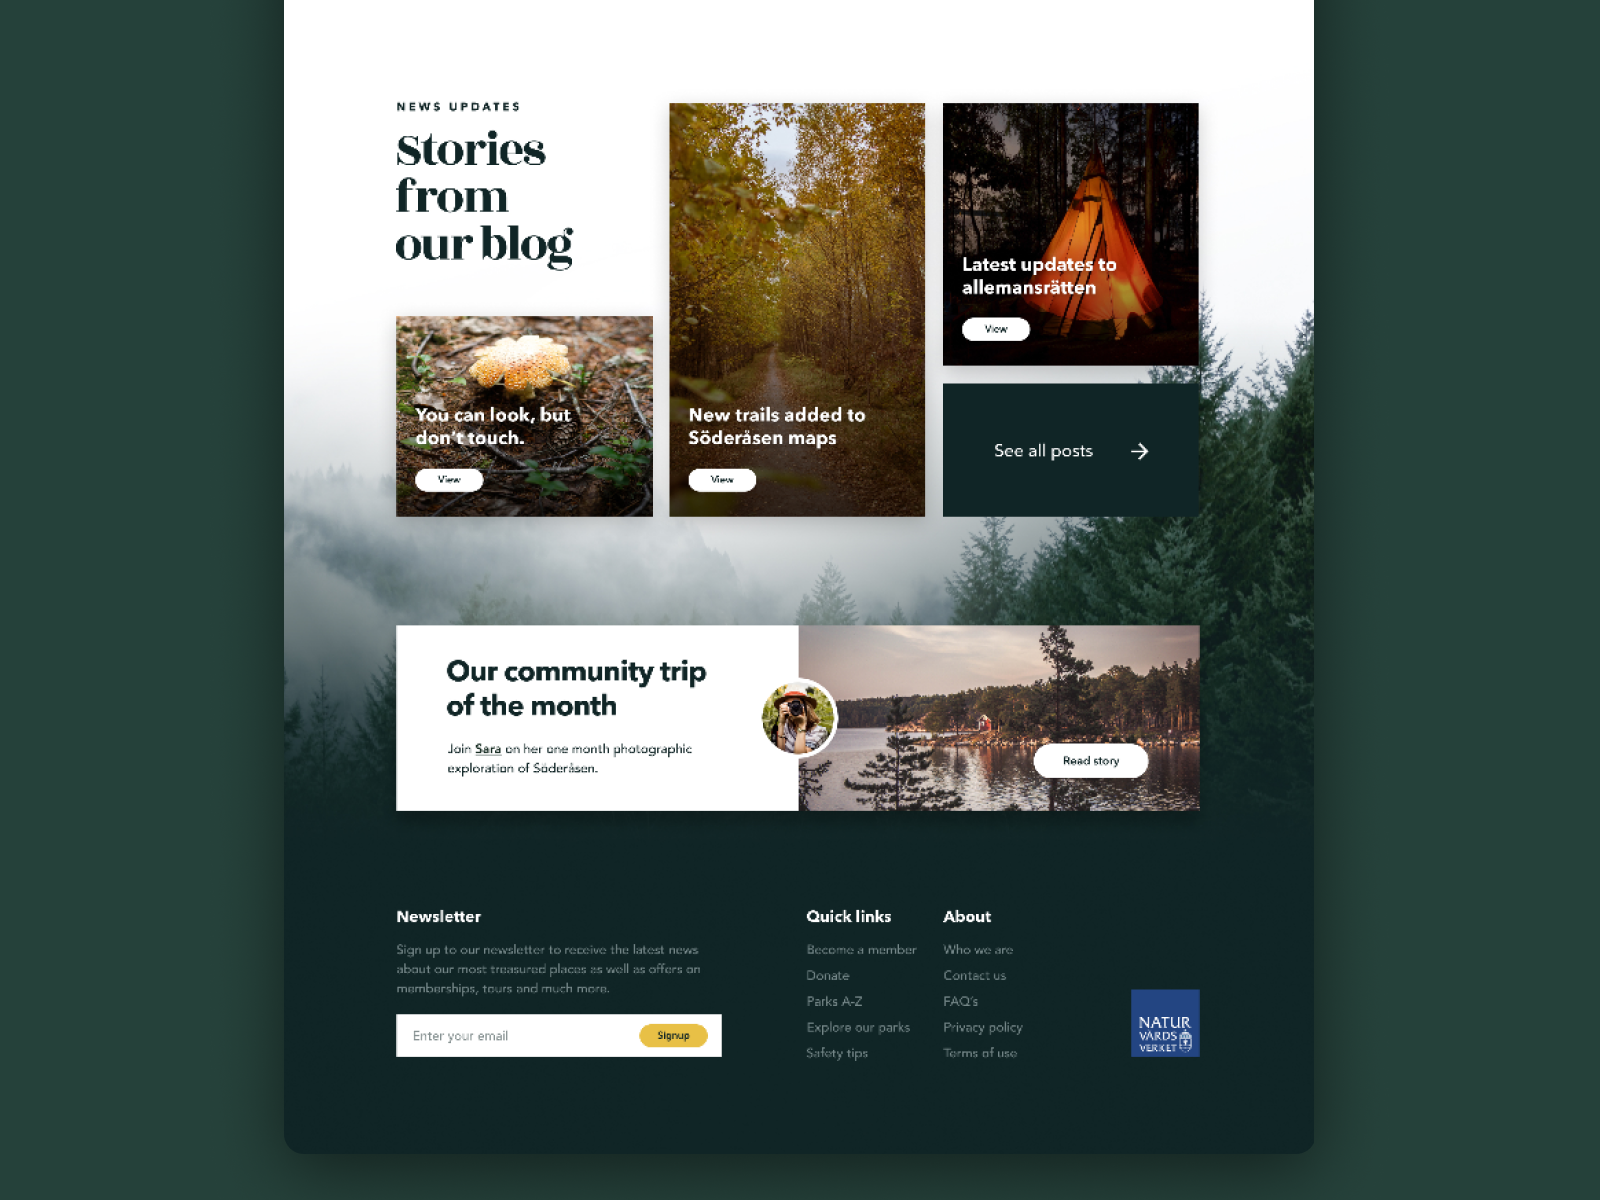 NEWS UPDATES
Stories
from
our blog
You can look, but
don't touch.
View
New trails added to
Söderåsen maps
View
Latest updates to
allemansrätten
View
See all posts
Our community trip
of the month
Join Sara on her one month photographic
exploration of Söderåsen.
Read story
Newsletter
Sign up to our newsletter to receive the latest news
about our most treasured places as well as offers on
memberships, tours and much more.
Enter your email
Signup
Quick links
Become a member
Donate
Parks A-Z
Explore our parks
Safety tips
About
Who we are
Contact us
FAQ's
Privacy policy
Terms of use
NATUR
VÅRDS
VERKET